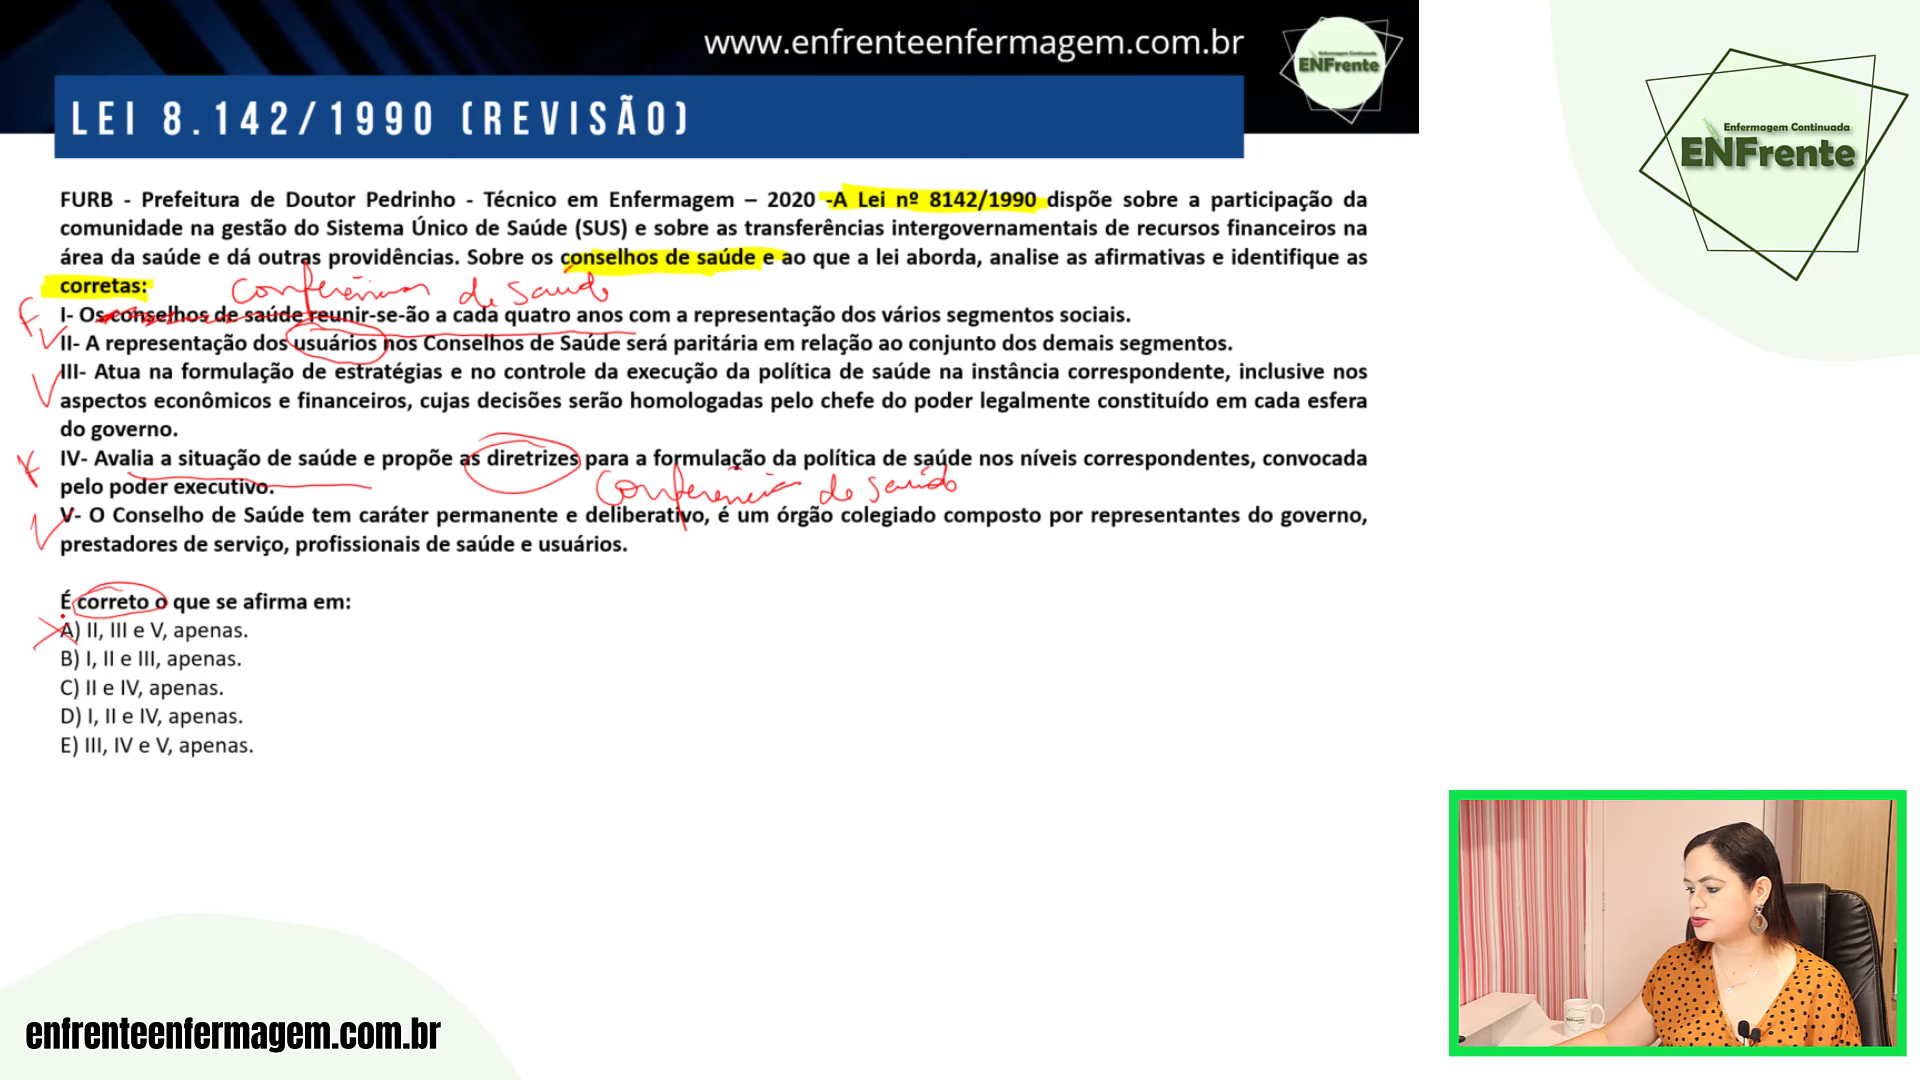 www.enfrenteenfermagem.com.br
ENFrente
Enfermagem Continuada
ENFrente
LEI 8.142/1990 (REVISÃO)
FURB - Prefeitura de Doutor Pedrinho - Técnico em Enfermagem – 2020 -A Lei nº 8142/1990 dispõe sobre a participação da
comunidade na gestão do Sistema Único de Saúde (SUS) e sobre as transferências intergovernamentais de recursos financeiros na
área da saúde e dá outras providências. Sobre os conselhos de saúde e ao que a lei aborda, analise as afirmativas e identifique as
corretas:
Conferências de saúde
F
I- Os conselhos de saúde reunir-se-ão a cada quatro anos com a representação dos vários segmentos sociais.
V
II- A representação dos usuários nos Conselhos de Saúde será paritária em relação ao conjunto dos demais segmentos.
V
III- Atua na formulação de estratégias e no controle da execução da política de saúde na instância correspondente, inclusive nos
aspectos econômicos e financeiros, cujas decisões serão homologadas pelo chefe do poder legalmente constituído em cada esfera
do governo.
IV- Avalia a situação de saúde e propõe as diretrizes para a formulação da política de saúde nos níveis correspondentes, convocada
pelo poder executivo.
Conferência de saúde
V
V- O Conselho de Saúde tem caráter permanente e deliberativo, é um órgão colegiado composto por representantes do governo,
prestadores de serviço, profissionais de saúde e usuários.
É correto o que se afirma em:
A) II, III e V, apenas.
B) I, II e III, apenas.
C) II e IV, apenas.
D) I, II e IV, apenas.
E) III, IV e V, apenas.
enfrenteenfermagem.com.br